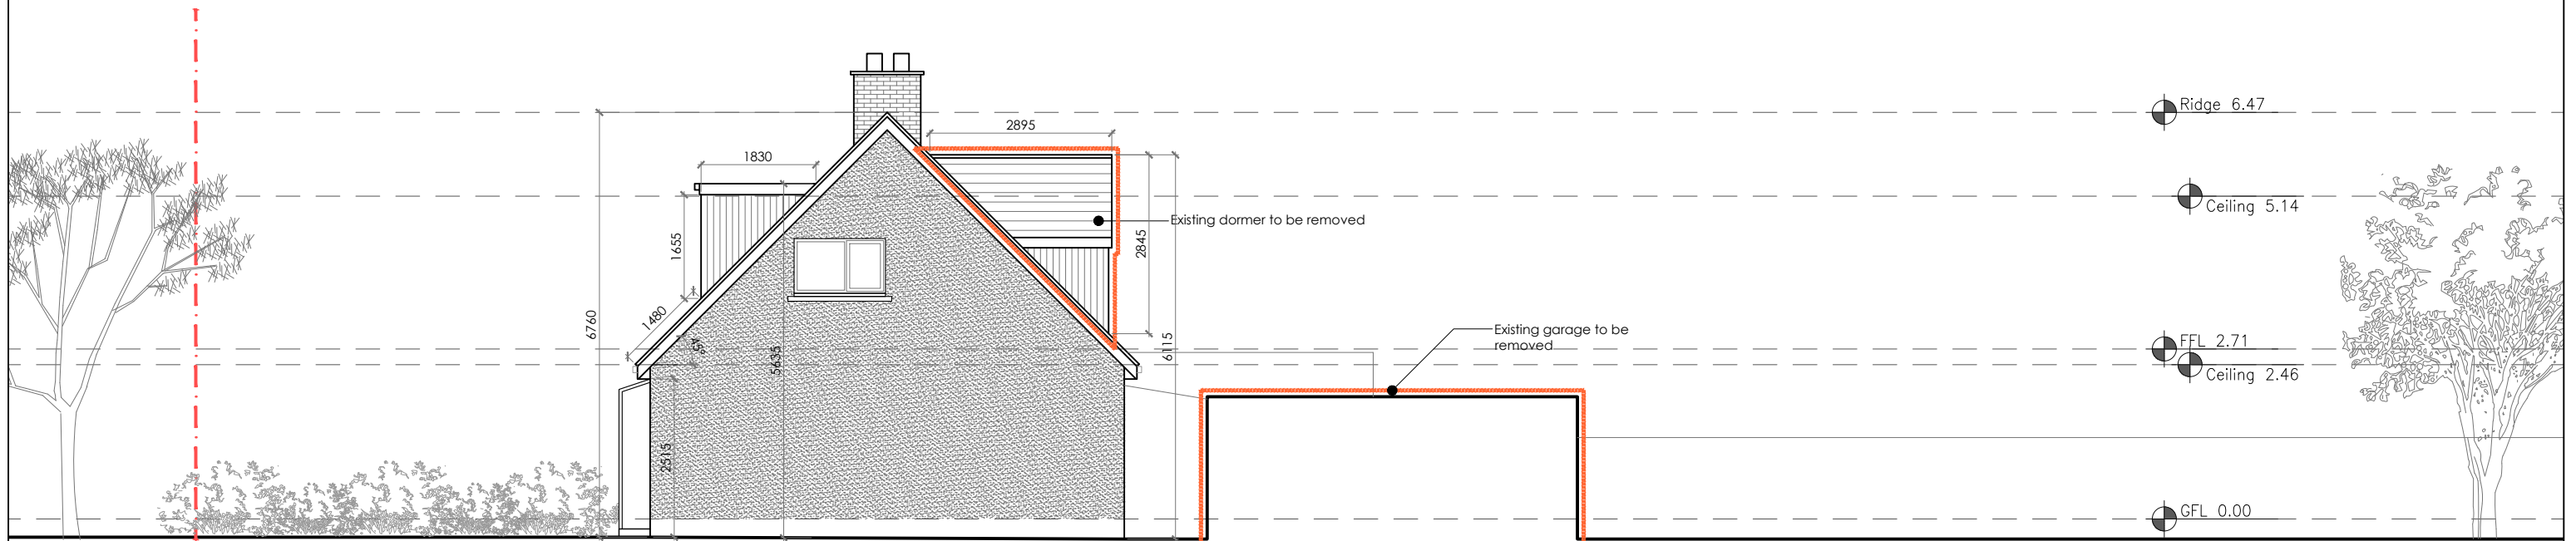 Ridge 6.47
2895
1830
Ceiling 5.14
Existing dormer to be removed
1655
2845
1480
6760
45°
5635
6115
Existing garage to be
removed
FFL 2.71
Ceiling 2.46
2515
GFL 0.00